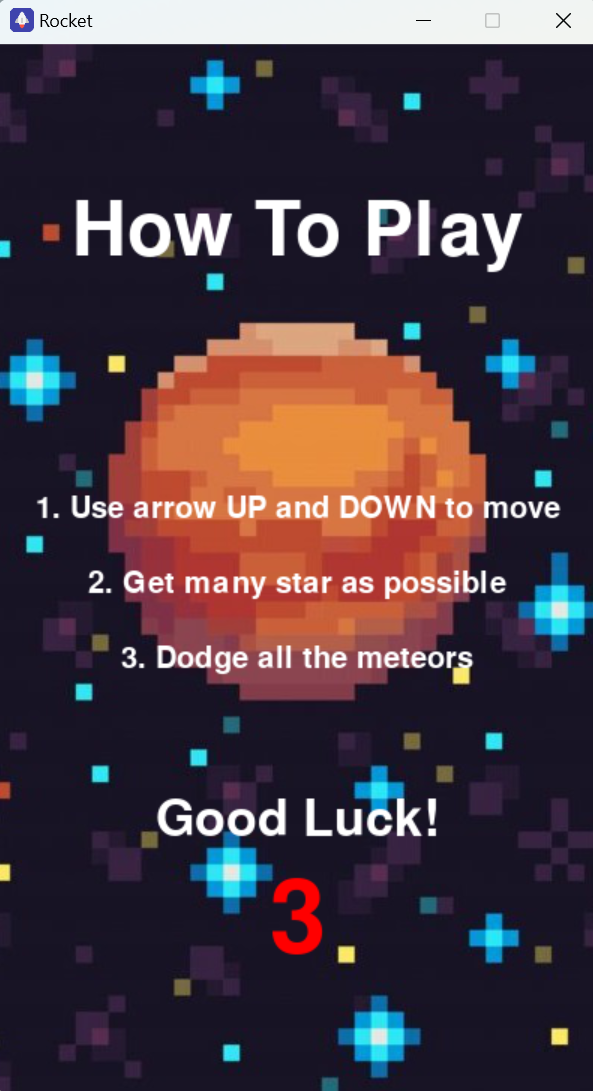 Rocket
How To Play
1. Use arrow UP and DOWN to move
2. Get many star as possible
3. Dodge all the meteors
Good Luck!
3